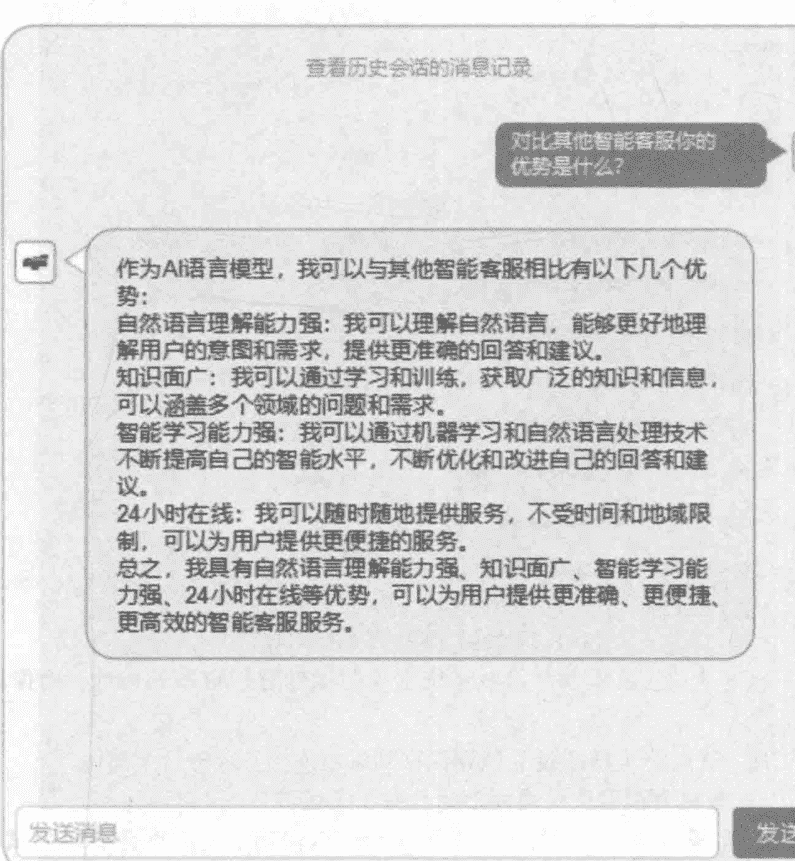 查看历史会话的消息记录
对比其他智能客服你的
优势是什么?
作为AI语言模型，我可以与其他智能客服相比有以下几个优
势：
自然语言理解能力强：我可以理解自然语言，能够更好地理
解用户的意图和需求，提供更准确的回答和建议。
知识面广：我可以通过学习和训练，获取广泛的知识和信息，
可以涵盖多个领域的问题和需求。
智能学习能力强：我可以通过机器学习和自然语言处理技术
不断提高自己的智能水平，不断优化和改进自己的回答和建
议。
24小时在线：我可以随时随地提供服务，不受时间和地域限
制，可以为用户提供更便捷的服务。
总之，我具有自然语言理解能力强、知识面广、智能学习能
力强、24小时在线等优势，可以为用户提供更准确、更便捷、
更高效的智能客服服务。
发送消息
发送